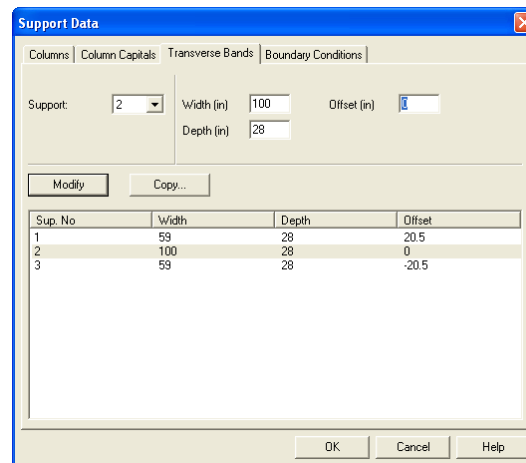 Support Data
Columns Column Capitals Transverse Bands Boundary Conditions
Support: 2 Width (in) 100 Offset (in) 0
Depth (in) 28
Modify Copy...
Sup. No Width Depth Offset
1 59 28 20.5
2 100 28 0
3 59 28 -20.5
OK Cancel Help